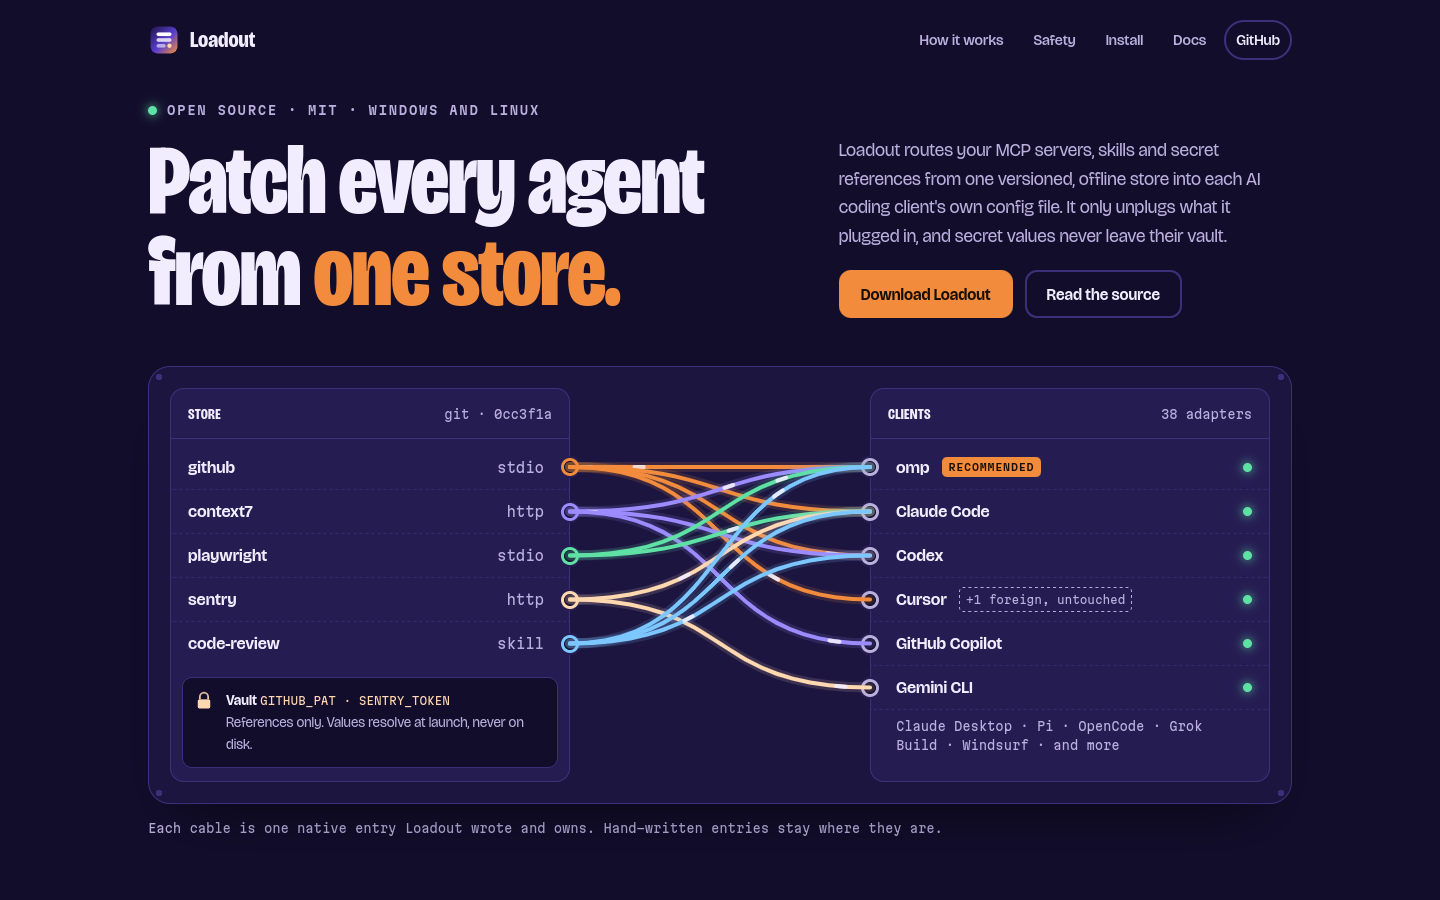 Loadout
How it works
Safety
Install
Docs
GitHub
OPEN SOURCE · MIT · WINDOWS AND LINUX
Patch every agent
from one store.
Loadout routes your MCP servers, skills and secret
references from one versioned, offline store into each AI
coding client's own config file. It only unplugs what it
plugged in, and secret values never leave their vault.
Download Loadout
Read the source
STORE
git · 0cc3f1a
github
stdio
context7
http
playwright
stdio
sentry
http
code-review
skill
Vault GITHUB_PAT · SENTRY_TOKEN
References only. Values resolve at launch, never on
disk.
CLIENTS
38 adapters
omp
RECOMMENDED
Claude Code
Codex
Cursor
+1 foreign, untouched
GitHub Copilot
Gemini CLI
Claude Desktop · Pi · OpenCode · Grok
Build · Windsurf · and more
Each cable is one native entry Loadout wrote and owns. Hand-written entries stay where they are.